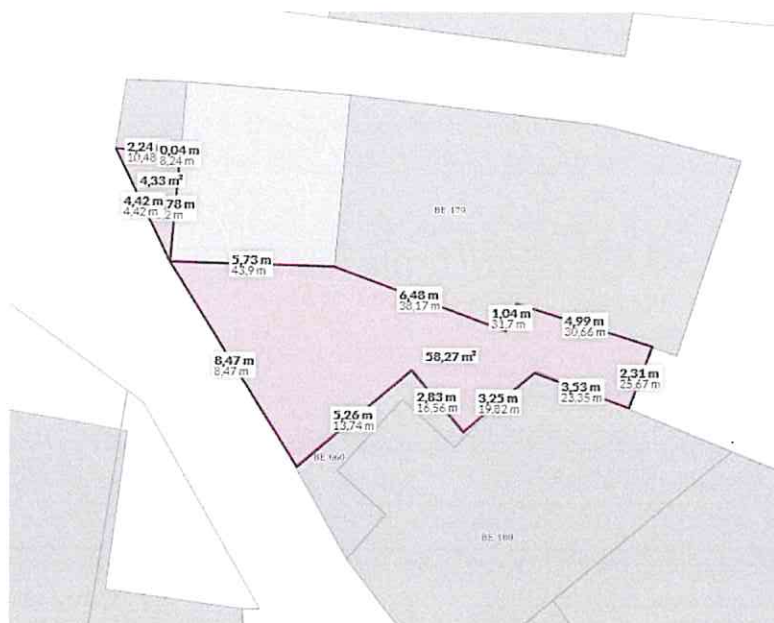 2,24
0,04 m
10,48
8,24 m
4,33 m²
4,42 m
,78 m
4,42 m
,2 m
BE 179
5,73 m
43,9 m
6,48 m
38,17 m
1,04 m
31,7 m
4,99 m
30,66 m
8,47 m
8,47 m
58,27 m²
2,31 m
25,67 m
2,83 m
16,56 m
3,25 m
19,82 m
3,53 m
23,35 m
5,26 m
13,74 m
BE 660
BE 180